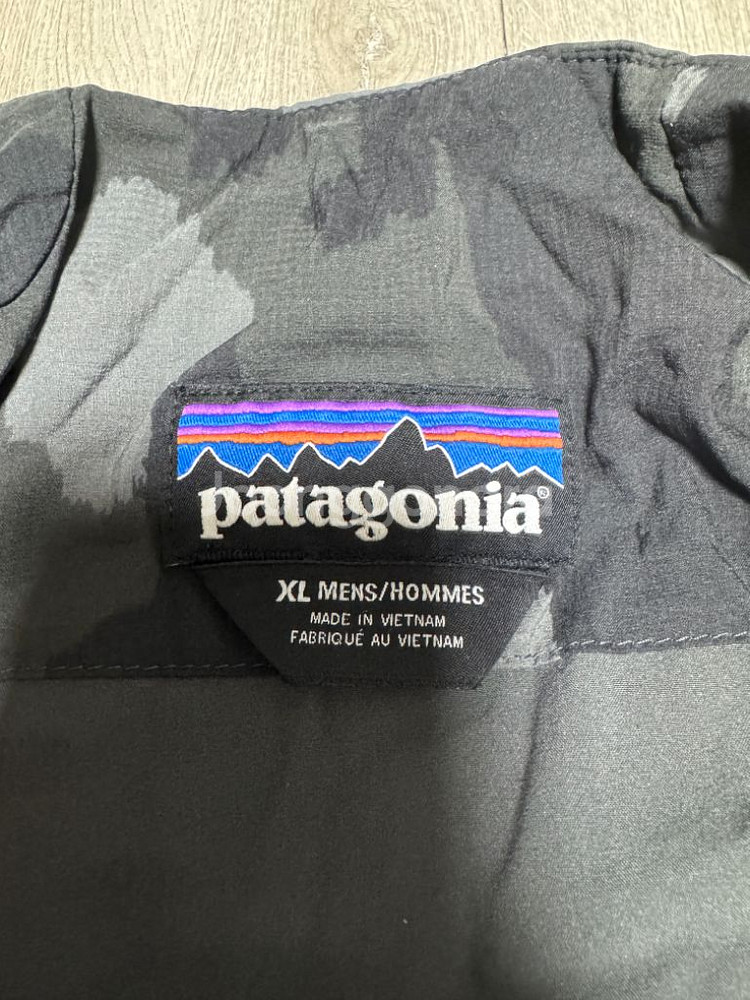 patagonia®
XL MENS/HOMMES
MADE IN VIETNAM
FABRIQUÉ AU VIETNAM